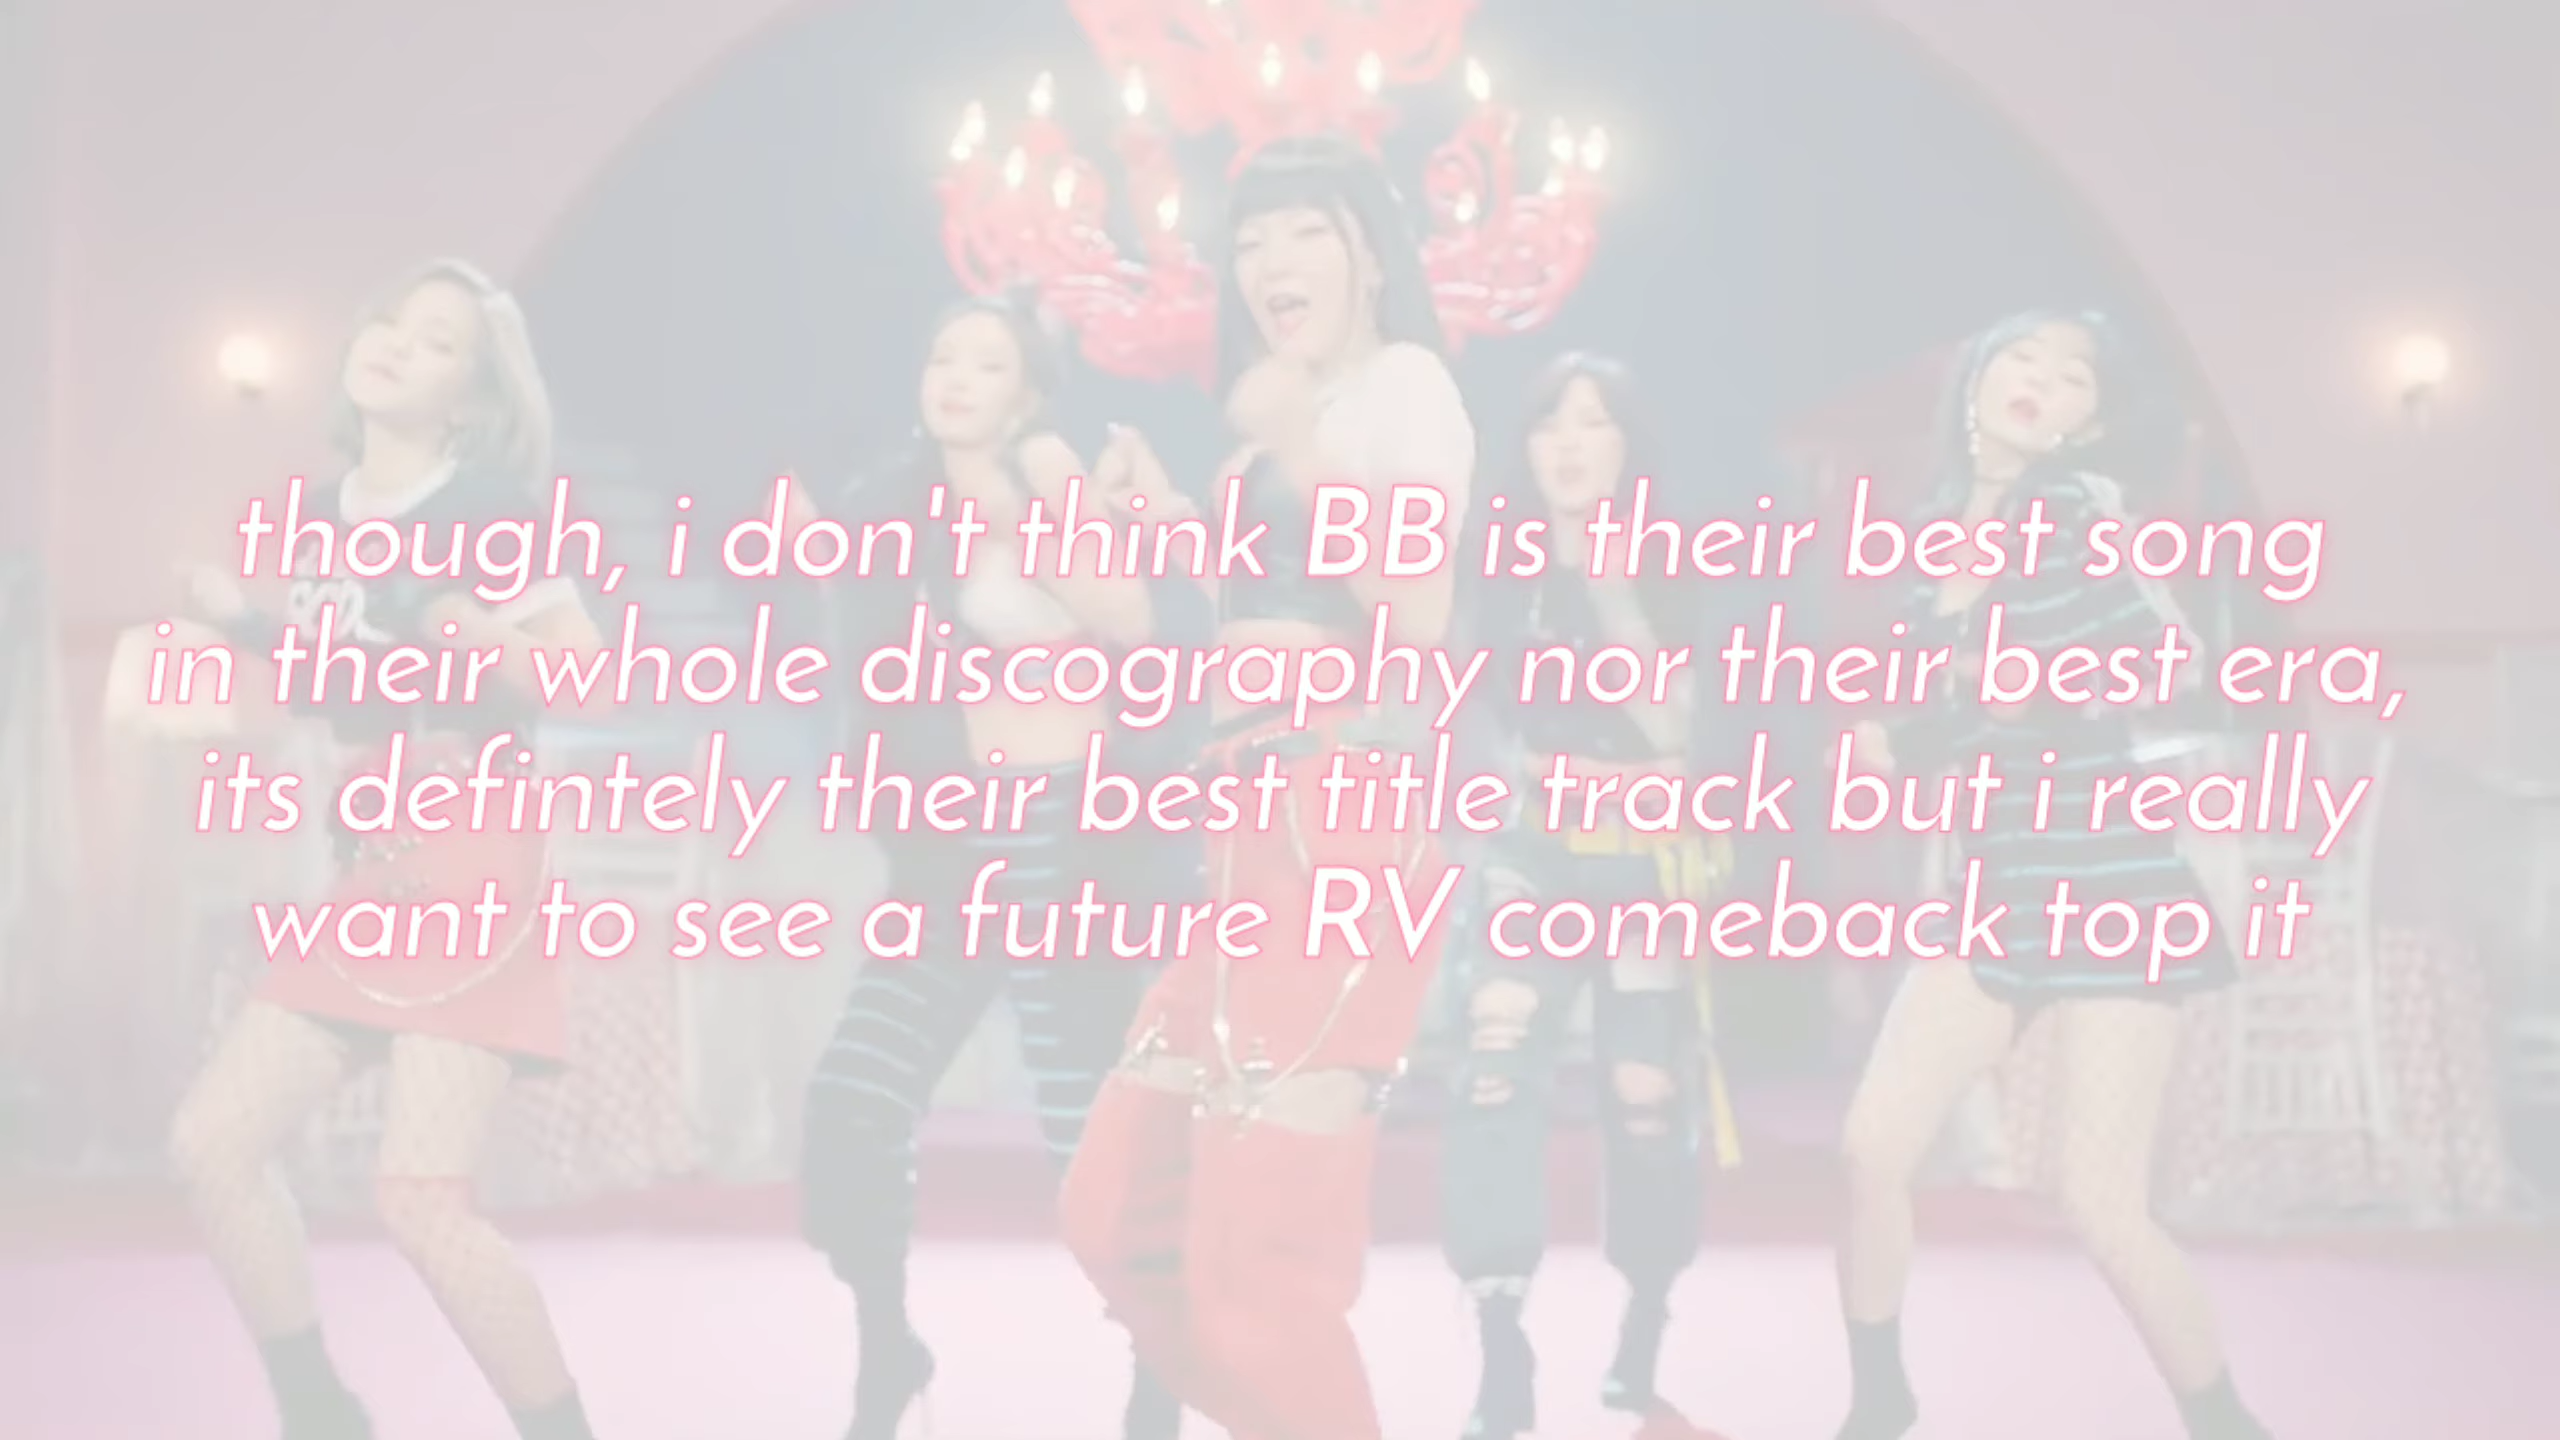 though, i don't think BB is their best song
in their whole discography nor their best era,
its defintely their best title track but i really
want to see a future RV comeback top it